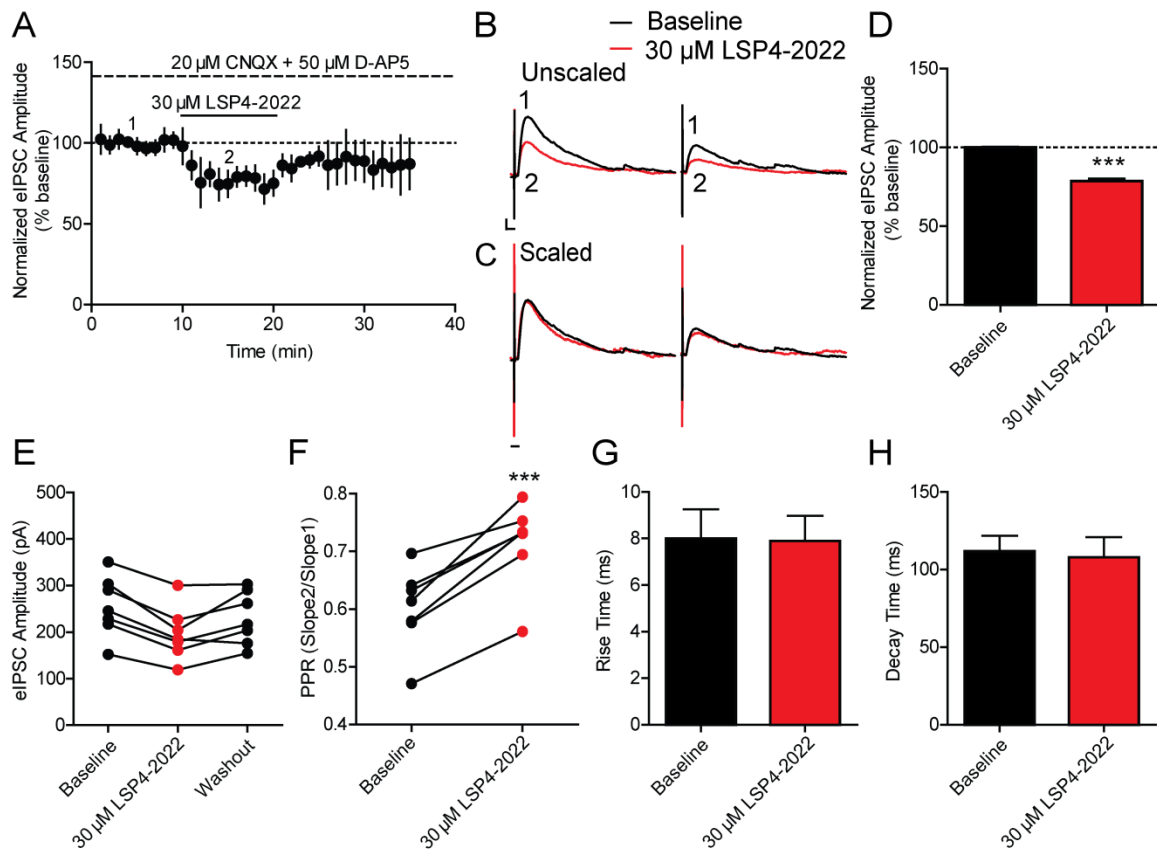 A
Normalized eIPSC Amplitude
(% baseline)
150
100
50
0
20 µM CNQX + 50 µM D-AP5
30 µM LSP4-2022
1
2
0
10
20
30
40
Time (min)
B
Baseline
30 µM LSP4-2022
Unscaled
1
2
1
2
C
Scaled
D
Normalized eIPSC Amplitude
(% baseline)
150
100
50
0
***
Baseline
30 µM LSP4-2022
E
eIPSC Amplitude (pA)
500
400
300
200
100
0
Baseline
30 µM LSP4-2022
Washout
F
PPR (Slope2/Slope1)
0.8
0.7
0.6
0.5
0.4
***
Baseline
30 µM LSP4-2022
G
Rise Time (ms)
10
8
6
4
2
0
Baseline
30 µM LSP4-2022
H
Decay Time (ms)
150
100
50
0
Baseline
30 µM LSP4-2022